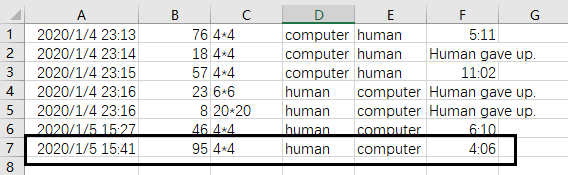 A B C D E F G
1 2020/1/4 23:13 76 4*4 computer human 5:11
2 2020/1/4 23:14 18 4*4 computer human Human gave up.
3 2020/1/4 23:15 57 4*4 computer human 11:02
4 2020/1/4 23:16 23 6*6 human computer Human gave up.
5 2020/1/4 23:16 8 20*20 human computer Human gave up.
6 2020/1/5 15:27 46 4*4 human computer 6:10
7 2020/1/5 15:41 95 4*4 human computer 4:06
8